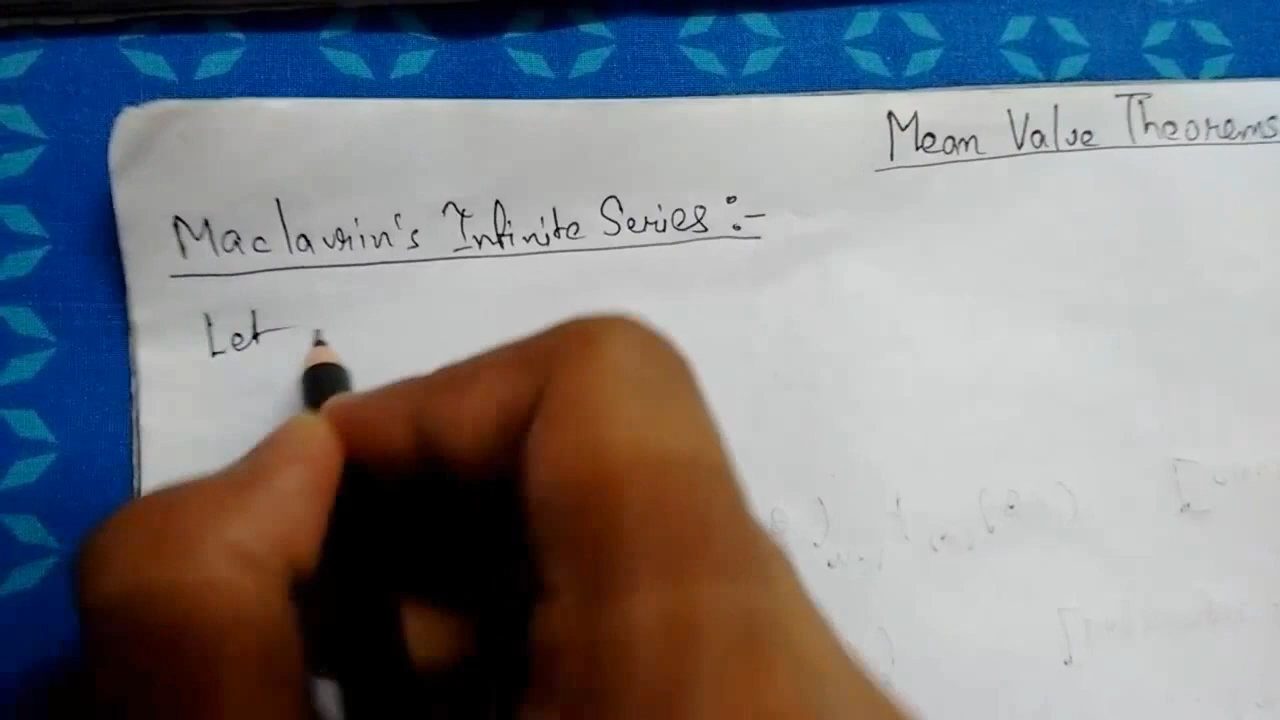 Mean Value Theorems
Maclaurin's Infinite Series :-
Let